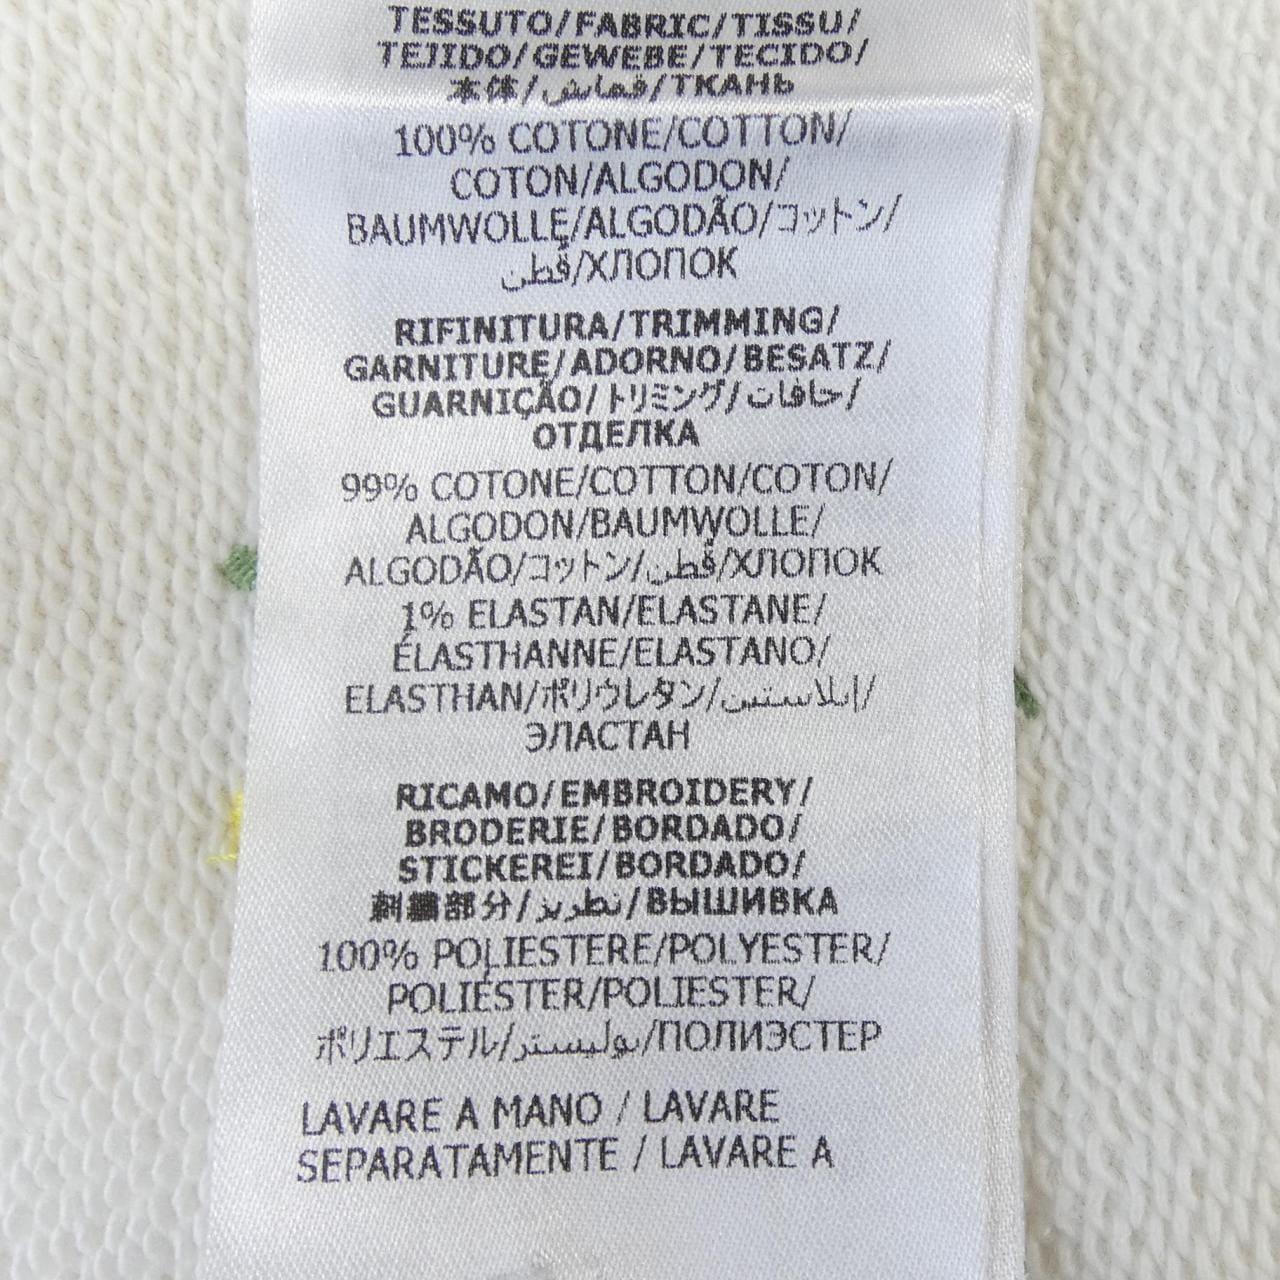 TESSUTO/FABRIC/TISSU/
TEJIDO/GEWEBE/TECIDO/
本体/قماش/ТКАНЬ
100% COTONE/COTTON/
COTON/ALGODON/
BAUMWOLLE/ALGODÃO/コットン/
قطن/ХЛОПОК
RIFINITURA/TRIMMING/
GARNITURE/ADORNO/BESATZ/
GUARNIÇÃO/トリミング/حافات/
ОТДЕЛКА
99% COTONE/COTTON/COTON/
ALGODON/BAUMWOLLE/
ALGODÃO/コットン/قطن/ХЛОПОК
1% ELASTAN/ELASTANE/
ÉLASTHANNE/ELASTANO/
ELASTHAN/ポリウレタン/إيلاستين/
ЭЛАСТАН
RICAMO/EMBROIDERY/
BRODERIE/BORDADO/
STICKEREI/BORDADO/
刺繍部分/تطريز/ВЫШИВКА
100% POLIESTERE/POLYESTER/
POLIÉSTER/POLIESTER/
ポリエステル/بوليستر/ПОЛИЭСТЕР
LAVARE A MANO / LAVARE
SEPARATAMENTE / LAVARE A